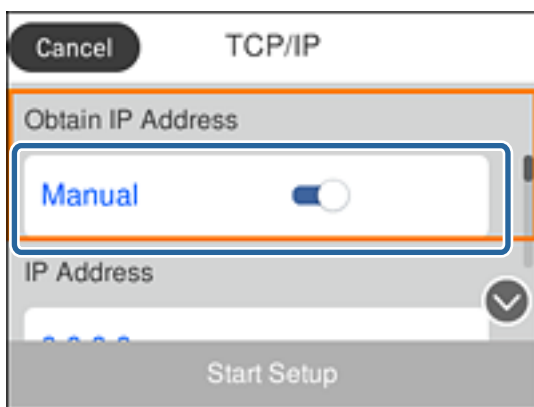 Cancel
TCP/IP
Obtain IP Address
Manual
IP Address
Start Setup